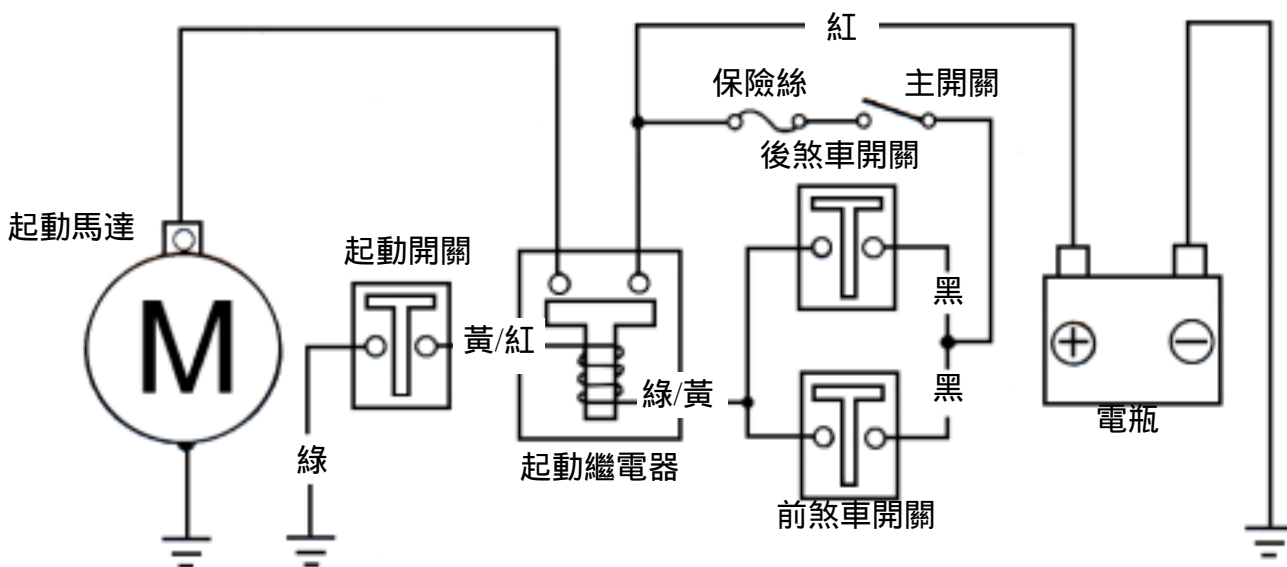 紅
保險絲
主開關
後煞車開關
起動馬達
起動開關
M
黃/紅
綠/黃
黑
黑
綠
起動繼電器
前煞車開關
電瓶